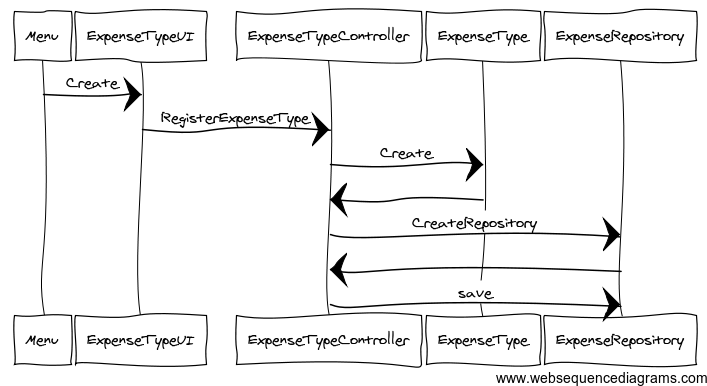 Menu ExpenseTypeUI ExpenseTypeController ExpenseType ExpenseRepository
Create
RegisterExpenseType
Create
CreateRepository
save
Menu ExpenseTypeUI ExpenseTypeController ExpenseType ExpenseRepository
www.websequencediagrams.com